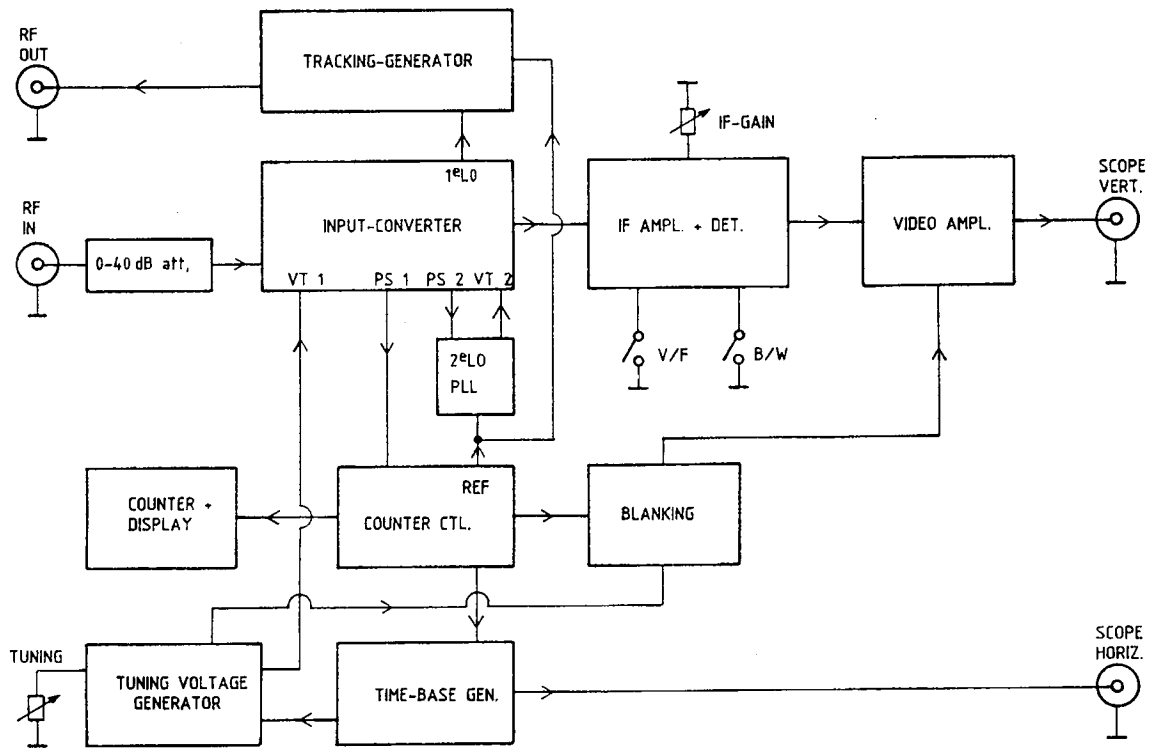 RF
OUT
TRACKING-GENERATOR
IF-GAIN
1eLO
RF
IN
INPUT-CONVERTER
IF AMPL. + DET.
VIDEO AMPL.
SCOPE
VERT.
0-40 dB att,
VT 1
PS 1
PS 2
VT 2
2eLO
PLL
V/F
B/W
COUNTER +
DISPLAY
REF
COUNTER CTL.
BLANKING
TUNING
TUNING VOLTAGE
GENERATOR
TIME-BASE GEN.
SCOPE
HORIZ.